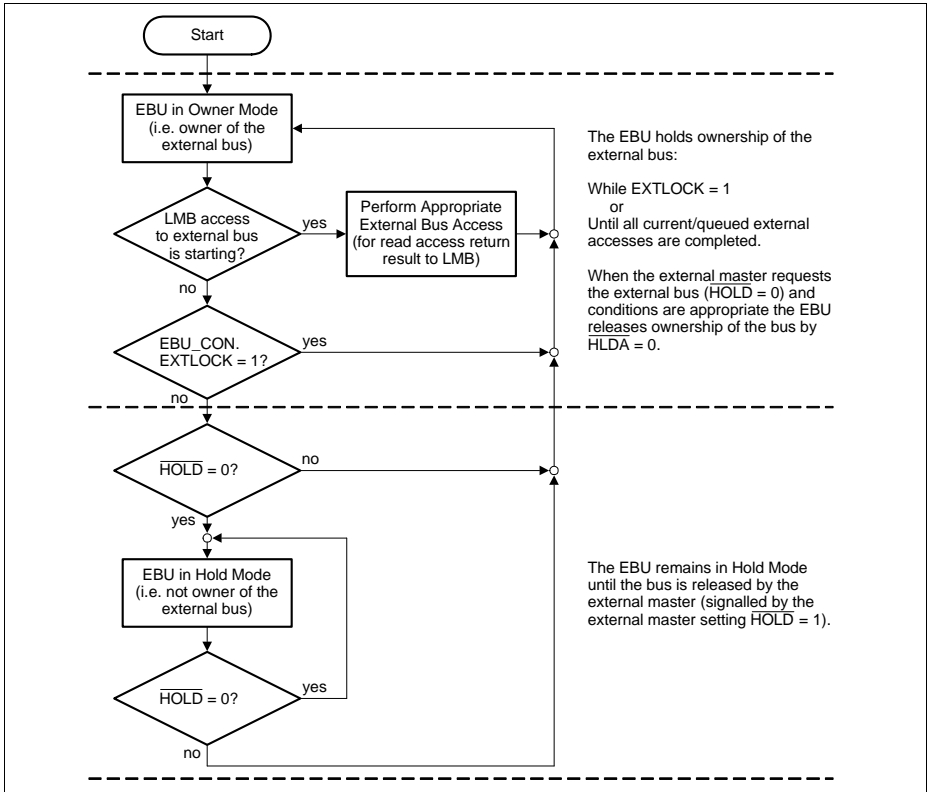 Start
EBU in Owner Mode
(i.e. owner of the
external bus)
LMB access
to external bus
is starting?
yes
Perform Appropriate
External Bus Access
(for read access return
result to LMB)
no
EBU_CON.
EXTLOCK = 1?
yes
no
The EBU holds ownership of the
external bus:
While EXTLOCK = 1
or
Until all current/queued external
accesses are completed.
When the external master requests
the external bus (H̅O̅L̅D̅ = 0) and
conditions are appropriate the EBU
releases ownership of the bus by
H̅L̅D̅A̅ = 0.
H̅O̅L̅D̅ = 0?
no
yes
EBU in Hold Mode
(i.e. not owner of the
external bus)
H̅O̅L̅D̅ = 0?
yes
no
The EBU remains in Hold Mode
until the bus is released by the
external master (signalled by the
external master setting H̅O̅L̅D̅ = 1).